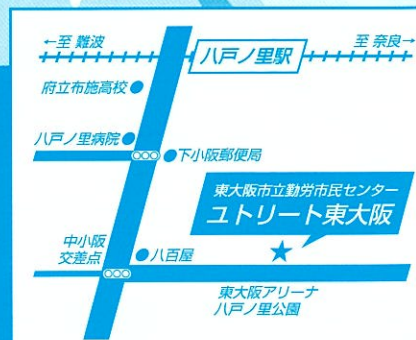 ←至 難波
八戸ノ里駅
至 奈良→
府立布施高校
八戸ノ里病院
下小阪郵便局
東大阪市立勤労市民センター
ユトリート東大阪
中小阪
交差点
八百屋
東大阪アリーナ
八戸ノ里公園